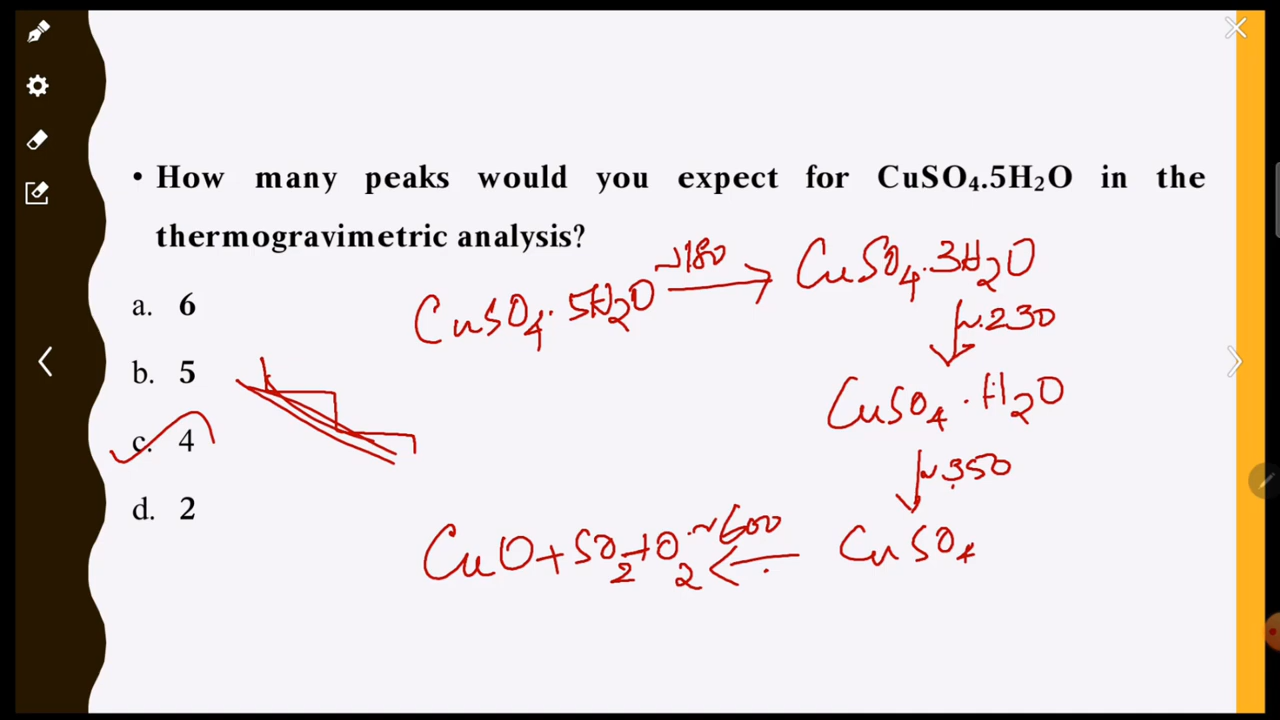 • How many peaks would you expect for CuSO₄.5H₂O in the
thermogravimetric analysis?
a. 6
b. 5
c. 4
d. 2
CuSO₄·5H₂O ~180 → CuSO₄·3H₂O
↓ ~230
CuSO₄·H₂O
↓ ~350
CuO+SO₂+O₂ ~600 ← CuSO₄